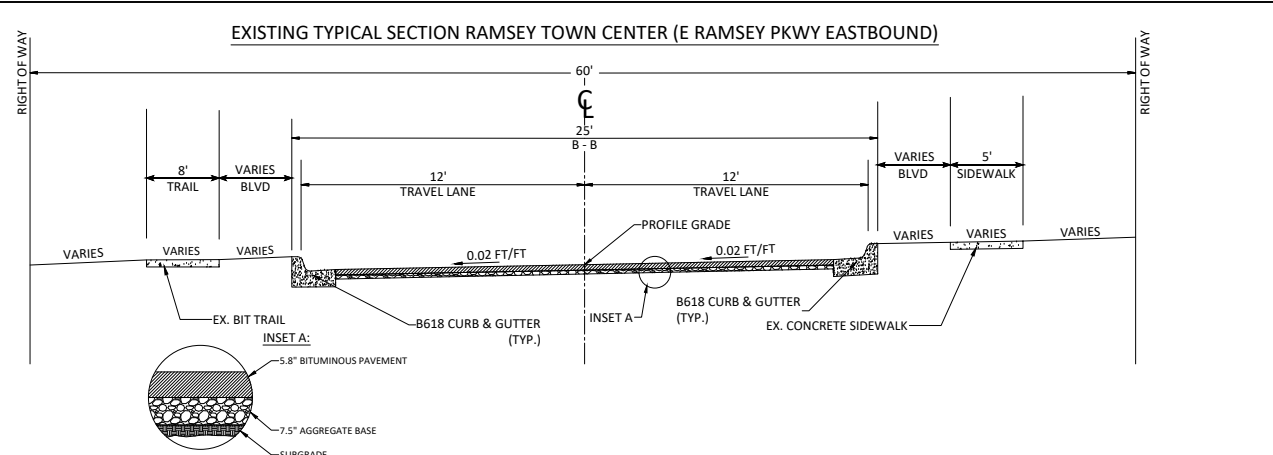 EXISTING TYPICAL SECTION RAMSEY TOWN CENTER (E RAMSEY PKWY EASTBOUND)
RIGHT OF WAY
RIGHT OF WAY
60'
CL
25'
B - B
8'
TRAIL
VARIES
BLVD
12'
TRAVEL LANE
12'
TRAVEL LANE
VARIES
BLVD
5'
SIDEWALK
PROFILE GRADE
VARIES
VARIES
VARIES
0.02 FT/FT
0.02 FT/FT
VARIES
VARIES
VARIES
EX. BIT TRAIL
B618 CURB & GUTTER
(TYP.)
INSET A
B618 CURB & GUTTER
(TYP.)
EX. CONCRETE SIDEWALK
INSET A:
5.8" BITUMINOUS PAVEMENT
7.5" AGGREGATE BASE
SUBGRADE